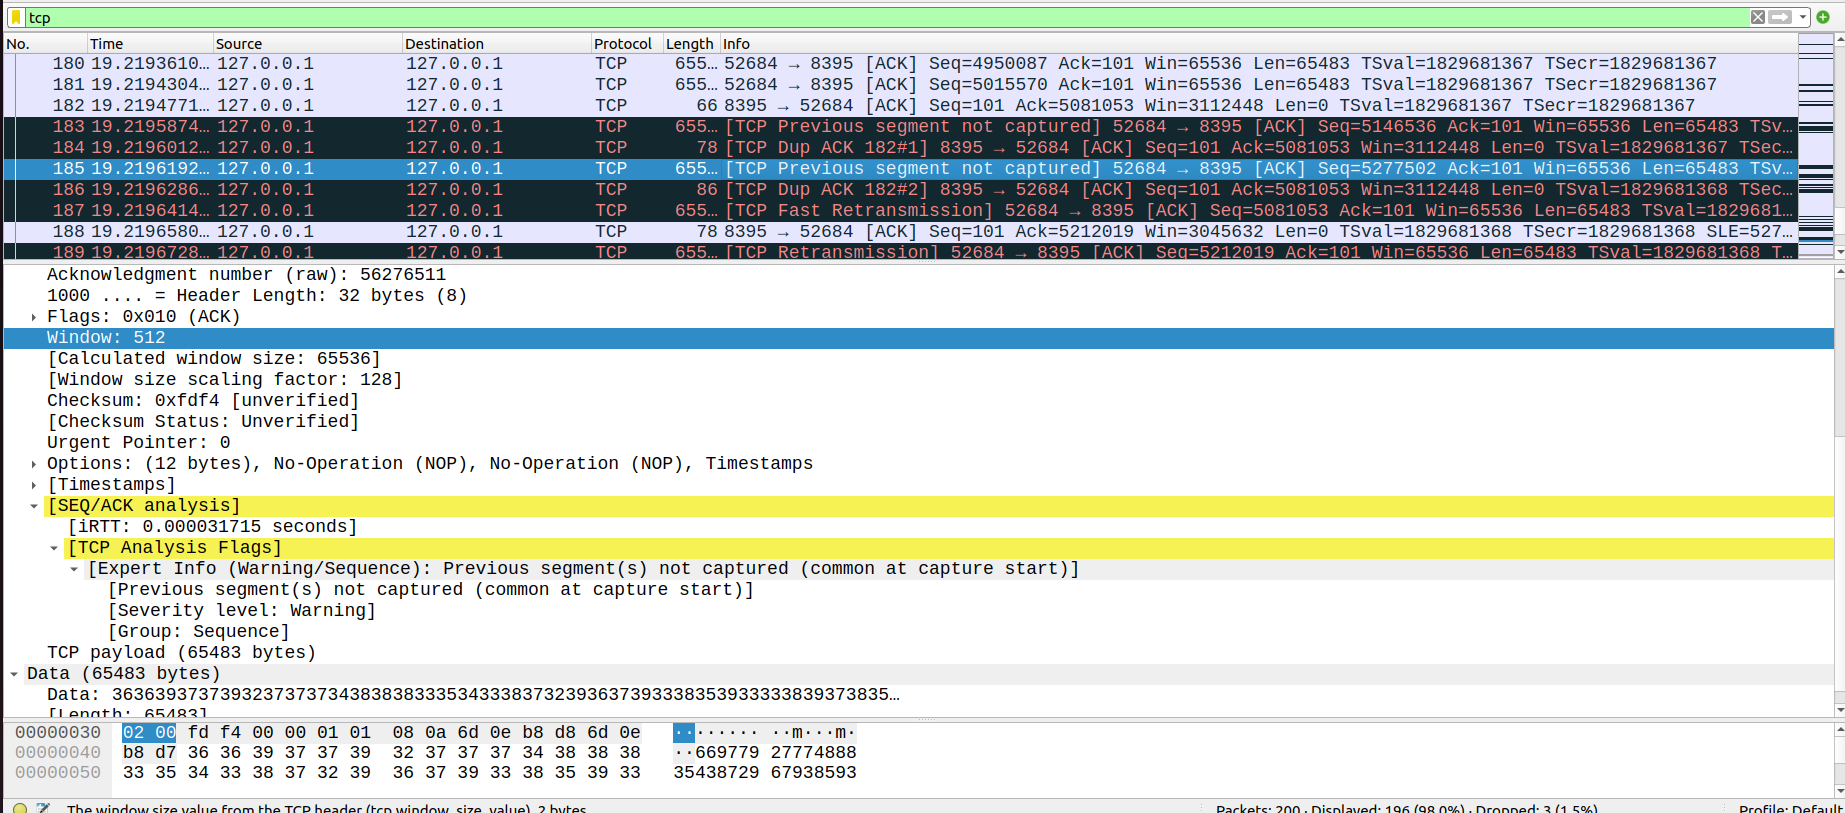 tcp
No. Time Source Destination Protocol Length Info
180 19.2193610… 127.0.0.1 127.0.0.1 TCP 655… 52684 → 8395 [ACK] Seq=4950087 Ack=101 Win=65536 Len=65483 TSval=1829681367 TSecr=1829681367
181 19.2194304… 127.0.0.1 127.0.0.1 TCP 655… 52684 → 8395 [ACK] Seq=5015570 Ack=101 Win=65536 Len=65483 TSval=1829681367 TSecr=1829681367
182 19.2194771… 127.0.0.1 127.0.0.1 TCP 66 8395 → 52684 [ACK] Seq=101 Ack=5081053 Win=3112448 Len=0 TSval=1829681367 TSecr=1829681367
183 19.2195874… 127.0.0.1 127.0.0.1 TCP 655… [TCP Previous segment not captured] 52684 → 8395 [ACK] Seq=5146536 Ack=101 Win=65536 Len=65483 TSv…
184 19.2196012… 127.0.0.1 127.0.0.1 TCP 78 [TCP Dup ACK 182#1] 8395 → 52684 [ACK] Seq=101 Ack=5081053 Win=3112448 Len=0 TSval=1829681367 TSec…
185 19.2196192… 127.0.0.1 127.0.0.1 TCP 655… [TCP Previous segment not captured] 52684 → 8395 [ACK] Seq=5277502 Ack=101 Win=65536 Len=65483 TSv…
186 19.2196286… 127.0.0.1 127.0.0.1 TCP 86 [TCP Dup ACK 182#2] 8395 → 52684 [ACK] Seq=101 Ack=5081053 Win=3112448 Len=0 TSval=1829681368 TSec…
187 19.2196414… 127.0.0.1 127.0.0.1 TCP 655… [TCP Fast Retransmission] 52684 → 8395 [ACK] Seq=5081053 Ack=101 Win=65536 Len=65483 TSval=1829681…
188 19.2196580… 127.0.0.1 127.0.0.1 TCP 78 8395 → 52684 [ACK] Seq=101 Ack=5212019 Win=3045632 Len=0 TSval=1829681368 TSecr=1829681368 SLE=527…
189 19.2196728… 127.0.0.1 127.0.0.1 TCP 655… [TCP Retransmission] 52684 → 8395 [ACK] Seq=5212019 Ack=101 Win=65536 Len=65483 TSval=1829681368 T…
Acknowledgment number (raw): 56276511
1000 .... = Header Length: 32 bytes (8)
Flags: 0x010 (ACK)
Window: 512
[Calculated window size: 65536]
[Window size scaling factor: 128]
Checksum: 0xfdf4 [unverified]
[Checksum Status: Unverified]
Urgent Pointer: 0
Options: (12 bytes), No-Operation (NOP), No-Operation (NOP), Timestamps
[Timestamps]
[SEQ/ACK analysis]
[iRTT: 0.000031715 seconds]
[TCP Analysis Flags]
[Expert Info (Warning/Sequence): Previous segment(s) not captured (common at capture start)]
[Previous segment(s) not captured (common at capture start)]
[Severity level: Warning]
[Group: Sequence]
TCP payload (65483 bytes)
Data (65483 bytes)
Data: 363639373739323737373438383833353433383732393637393338353933333839373835…
[Length: 65483]
00000030 02 00 fd f4 00 00 01 01 08 0a 6d 0e b8 d8 6d 0e ········ ··m···m·
00000040 b8 d7 36 36 39 37 37 39 32 37 37 37 34 38 38 38 ··669779 27774888
00000050 33 35 34 33 38 37 32 39 36 37 39 33 38 35 39 33 35438729 67938593
The window size value from the TCP header (tcp.window_size_value), 2 bytes Packets: 200 · Displayed: 196 (98.0%) · Dropped: 3 (1.5%) Profile: Default